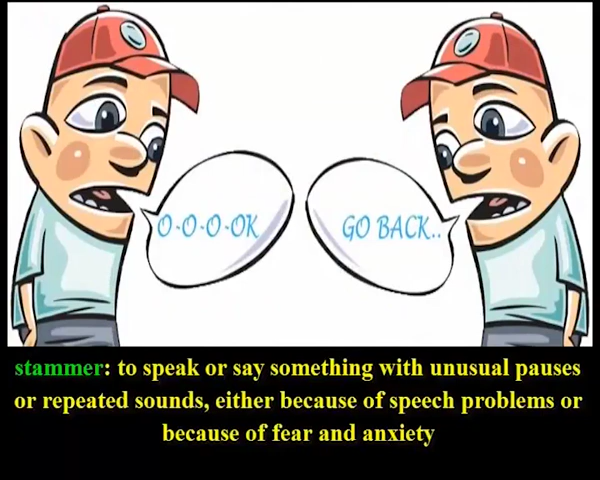 O-O-O-OK
GO BACK..
stammer: to speak or say something with unusual pauses
or repeated sounds, either because of speech problems or
because of fear and anxiety